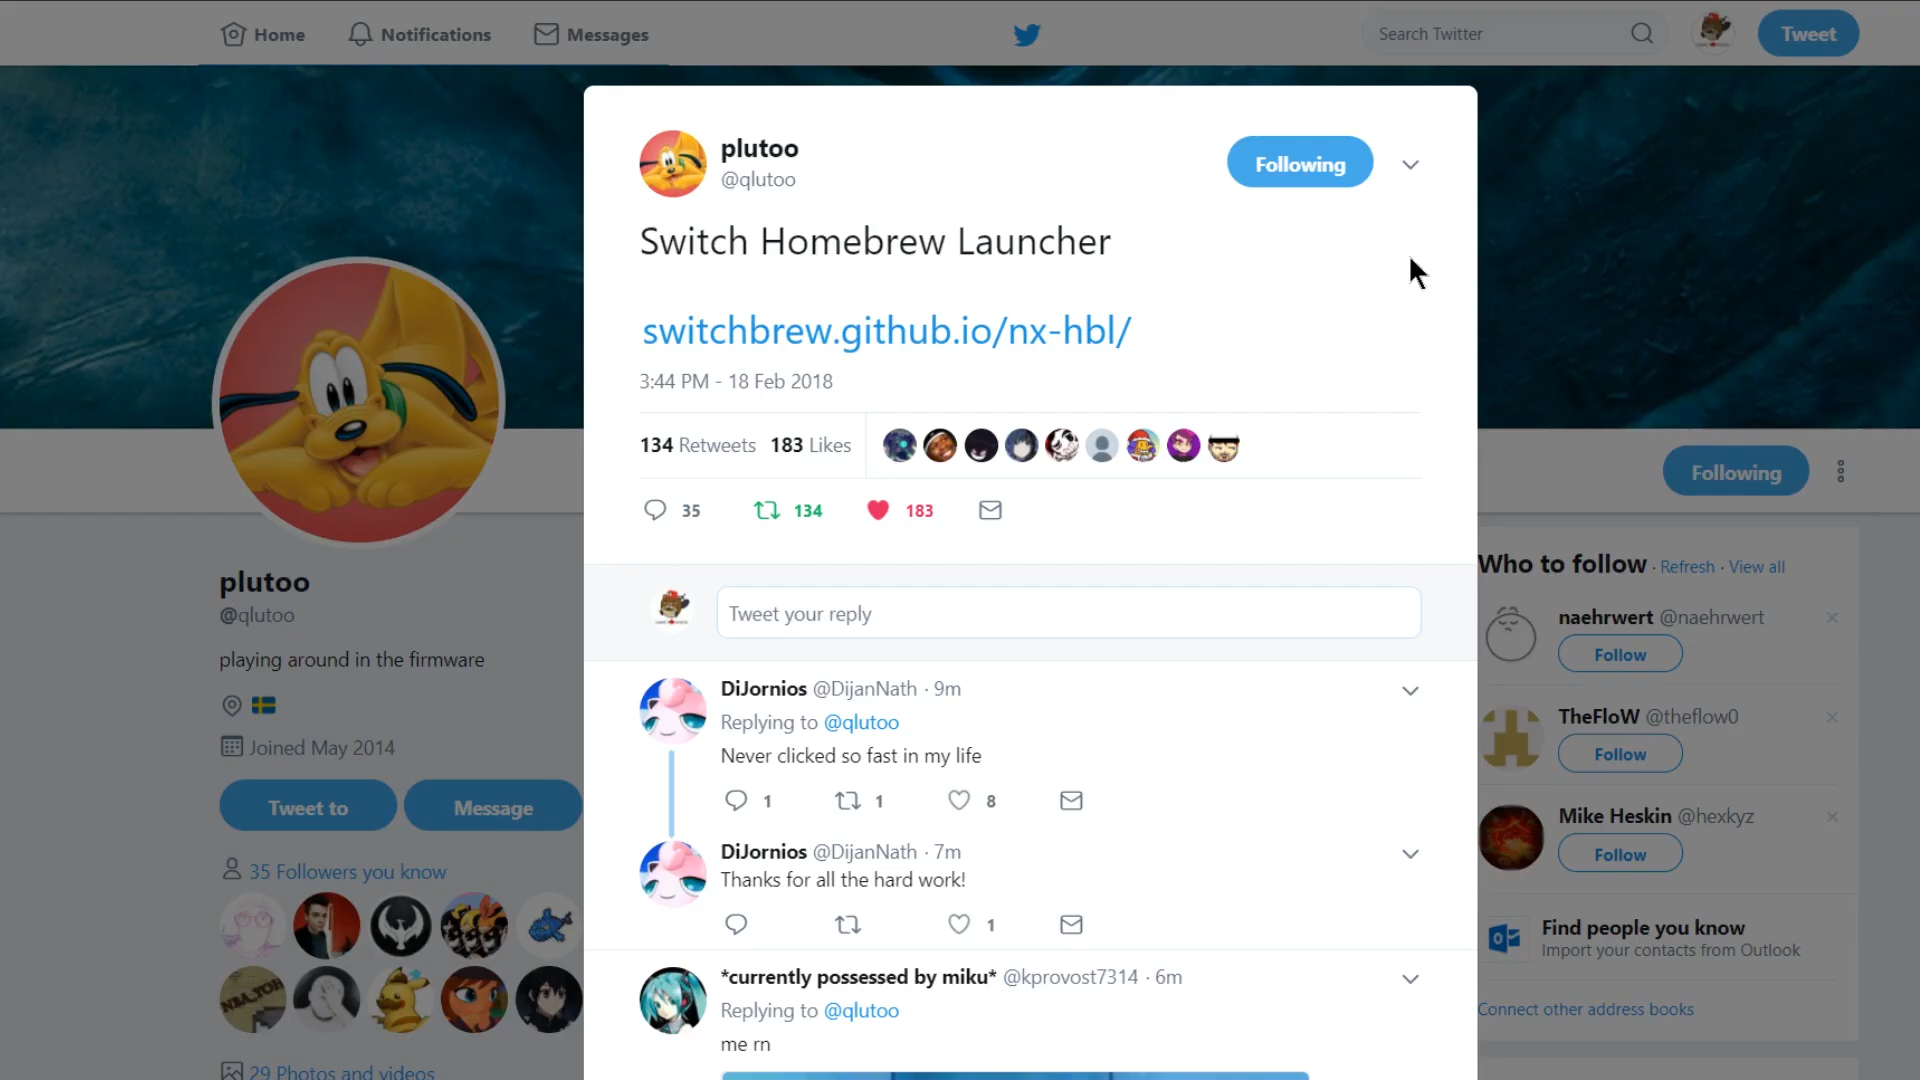 Home
Notifications
Messages
Search Twitter
Tweet
plutoo
@qlutoo
Following
Switch Homebrew Launcher
switchbrew.github.io/nx-hbl/
3:44 PM - 18 Feb 2018
134 Retweets 183 Likes
35 134 183
Tweet your reply
DiJornios @DijanNath · 9m
Replying to @qlutoo
Never clicked so fast in my life
1 1 8
DiJornios @DijanNath · 7m
Thanks for all the hard work!
1
*currently possessed by miku* @kprovost7314 · 6m
Replying to @qlutoo
me rn
plutoo
@qlutoo
playing around in the firmware
Joined May 2014
Tweet to
Message
35 Followers you know
NBA_YOH
29 Photos and videos
Following
Who to follow · Refresh · View all
naehrwert @naehrwert
Follow
TheFloW @theflow0
Follow
Mike Heskin @hexkyz
Follow
Find people you know
Import your contacts from Outlook
Connect other address books